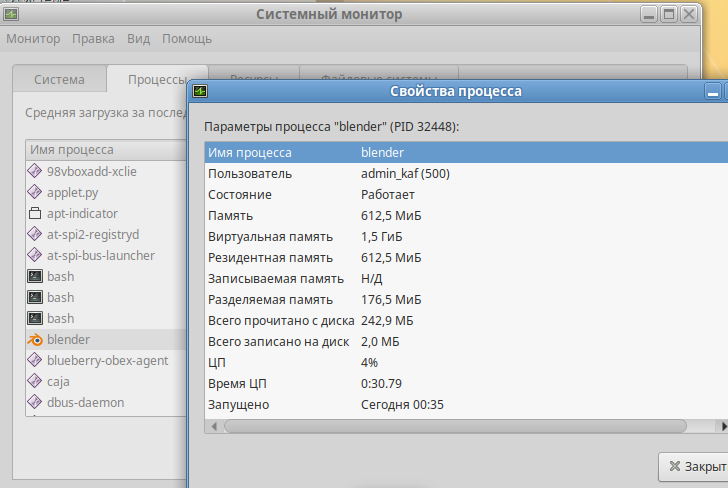 Системный монитор
Монитор Правка Вид Помощь
Система Процессы Ресурсы Файловые системы
Средняя загрузка за
Имя процесса
98vboxadd-xclie
applet.py
apt-indicator
at-spi2-registryd
at-spi-bus-launcher
bash
bash
bash
blender
blueberry-obex-agent
caja
dbus-daemon
Свойства процесса
Параметры процесса "blender" (PID 32448):
Имя процесса blender
Пользователь admin_kaf (500)
Состояние Работает
Память 612,5 МиБ
Виртуальная память 1,5 ГиБ
Резидентная память 612,5 МиБ
Записываемая память Н/Д
Разделяемая память 176,5 МиБ
Всего прочитано с диска 242,9 МБ
Всего записано на диск 2,0 МБ
ЦП 4%
Время ЦП 0:30.79
Запущено Сегодня 00:35
Закрыт